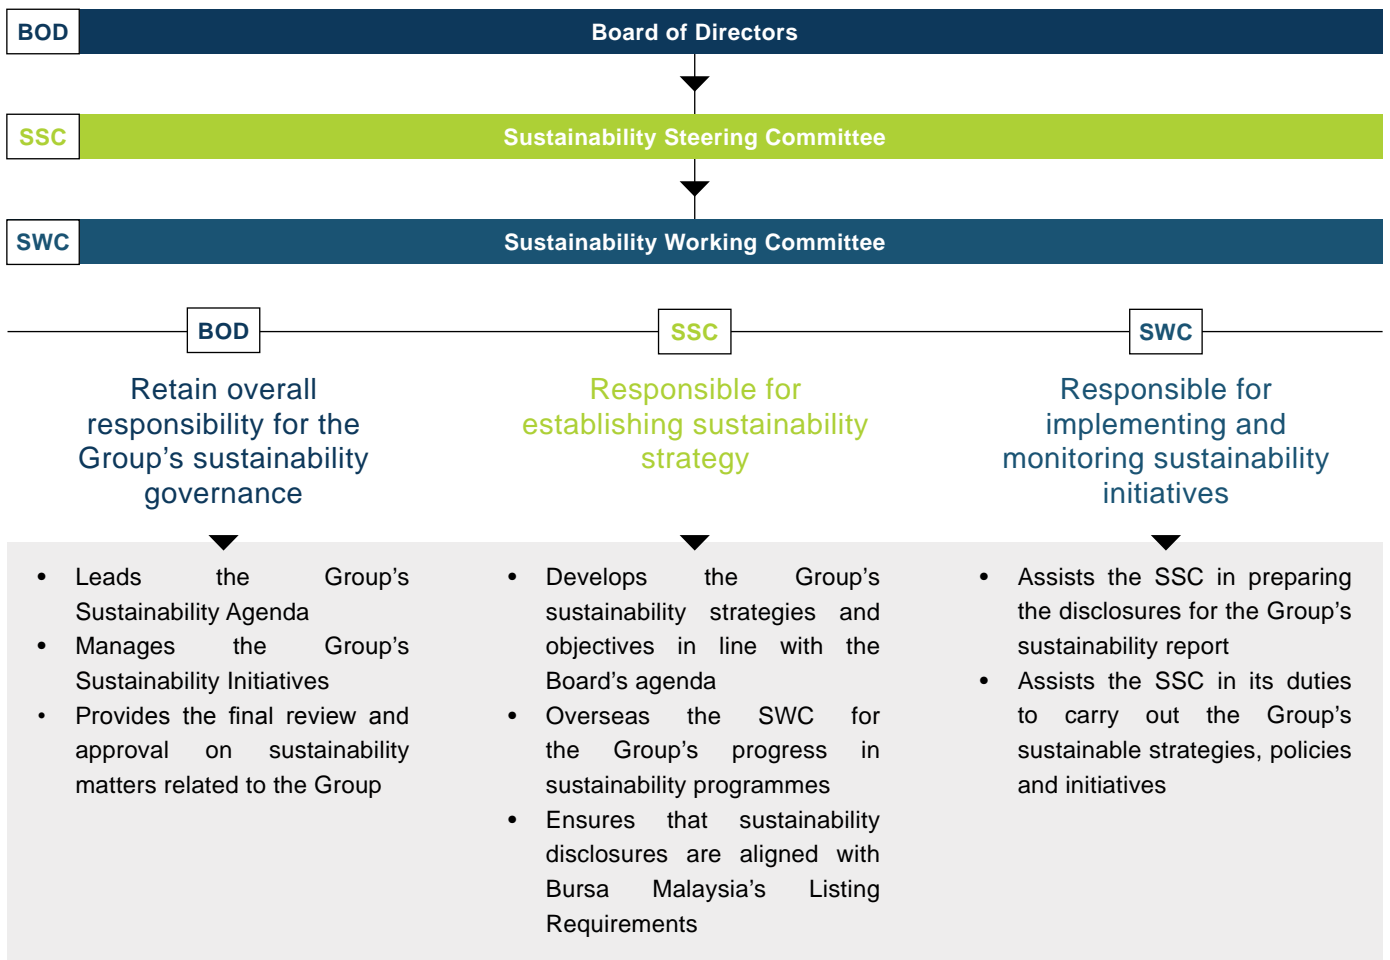 BOD Board of Directors
SSC Sustainability Steering Committee
SWC Sustainability Working Committee
BOD
Retain overall
responsibility for the
Group’s sustainability
governance
• Leads the Group’s
Sustainability Agenda
• Manages the Group’s
Sustainability Initiatives
• Provides the final review and
approval on sustainability
matters related to the Group
SSC
Responsible for
establishing sustainability
strategy
• Develops the Group’s
sustainability strategies and
objectives in line with the
Board’s agenda
• Overseas the SWC for
the Group’s progress in
sustainability programmes
• Ensures that sustainability
disclosures are aligned with
Bursa Malaysia’s Listing
Requirements
SWC
Responsible for
implementing and
monitoring sustainability
initiatives
• Assists the SSC in preparing
the disclosures for the Group’s
sustainability report
• Assists the SSC in its duties
to carry out the Group’s
sustainable strategies, policies
and initiatives